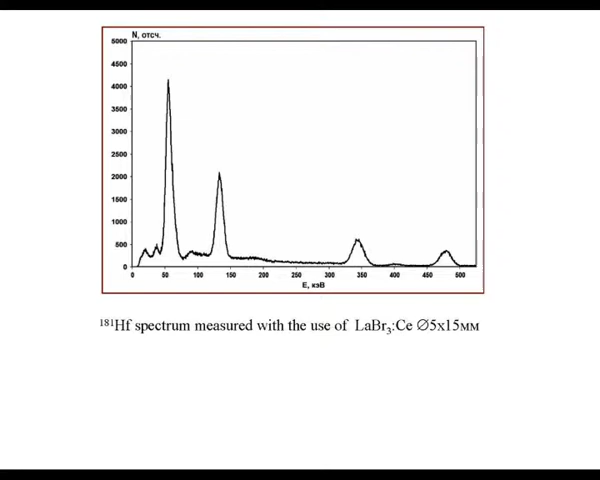 N, отсч.
5000
4500
4000
3500
3000
2500
2000
1500
1000
500
0
0 50 100 150 200 250 300 350 400 450 500
E, кэВ
¹⁸¹Hf spectrum measured with the use of LaBr₃:Ce ∅5x15мм